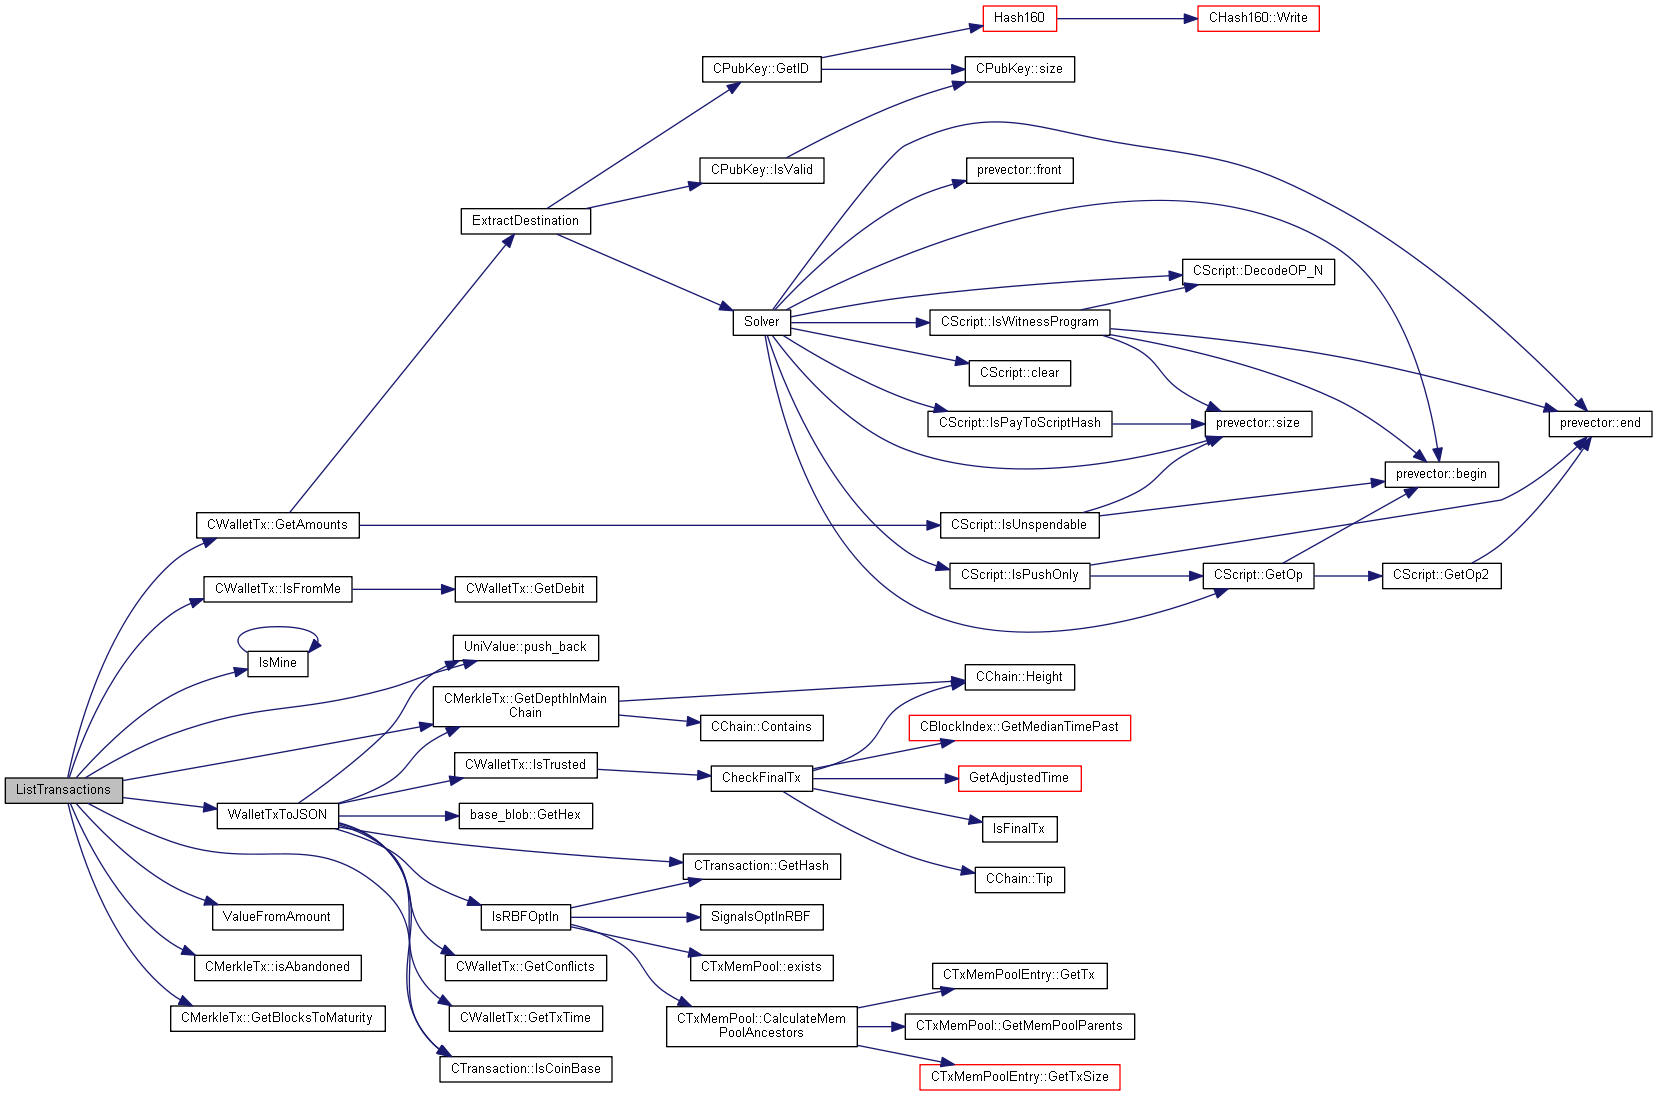 Hash160
CHash160::Write
CPubKey::GetID
CPubKey::size
CPubKey::IsValid
prevector::front
ExtractDestination
CScript::DecodeOP_N
Solver
CScript::IsWitnessProgram
CScript::clear
CScript::IsPayToScriptHash
prevector::size
prevector::end
prevector::begin
CWalletTx::GetAmounts
CScript::IsUnspendable
CScript::IsPushOnly
CScript::GetOp
CScript::GetOp2
CWalletTx::IsFromMe
CWalletTx::GetDebit
UniValue::push_back
IsMine
CMerkleTx::GetDepthInMain
Chain
CChain::Height
CChain::Contains
CBlockIndex::GetMedianTimePast
CWalletTx::IsTrusted
CheckFinalTx
GetAdjustedTime
ListTransactions
WalletTxToJSON
base_blob::GetHex
IsFinalTx
CTransaction::GetHash
CChain::Tip
ValueFromAmount
IsRBFOptIn
SignalsOptInRBF
CMerkleTx::isAbandoned
CWalletTx::GetConflicts
CTxMemPool::exists
CTxMemPoolEntry::GetTx
CMerkleTx::GetBlocksToMaturity
CWalletTx::GetTxTime
CTxMemPool::CalculateMem
PoolAncestors
CTxMemPool::GetMemPoolParents
CTransaction::IsCoinBase
CTxMemPoolEntry::GetTxSize